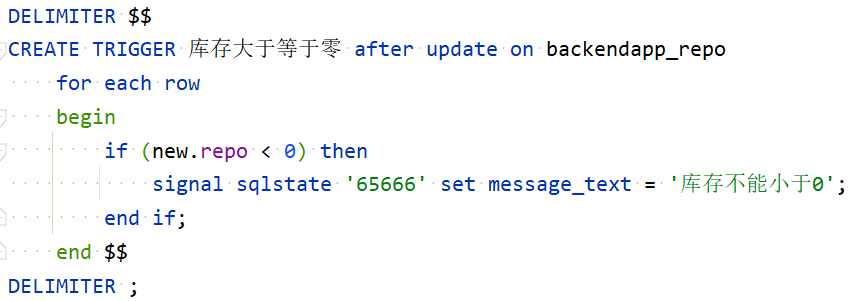 DELIMITER $$
CREATE TRIGGER 库存大于等于零 after update on backendapp_repo
for each row
begin
if (new.repo < 0) then
signal sqlstate '65666' set message_text = '库存不能小于0';
end if;
end $$
DELIMITER ;